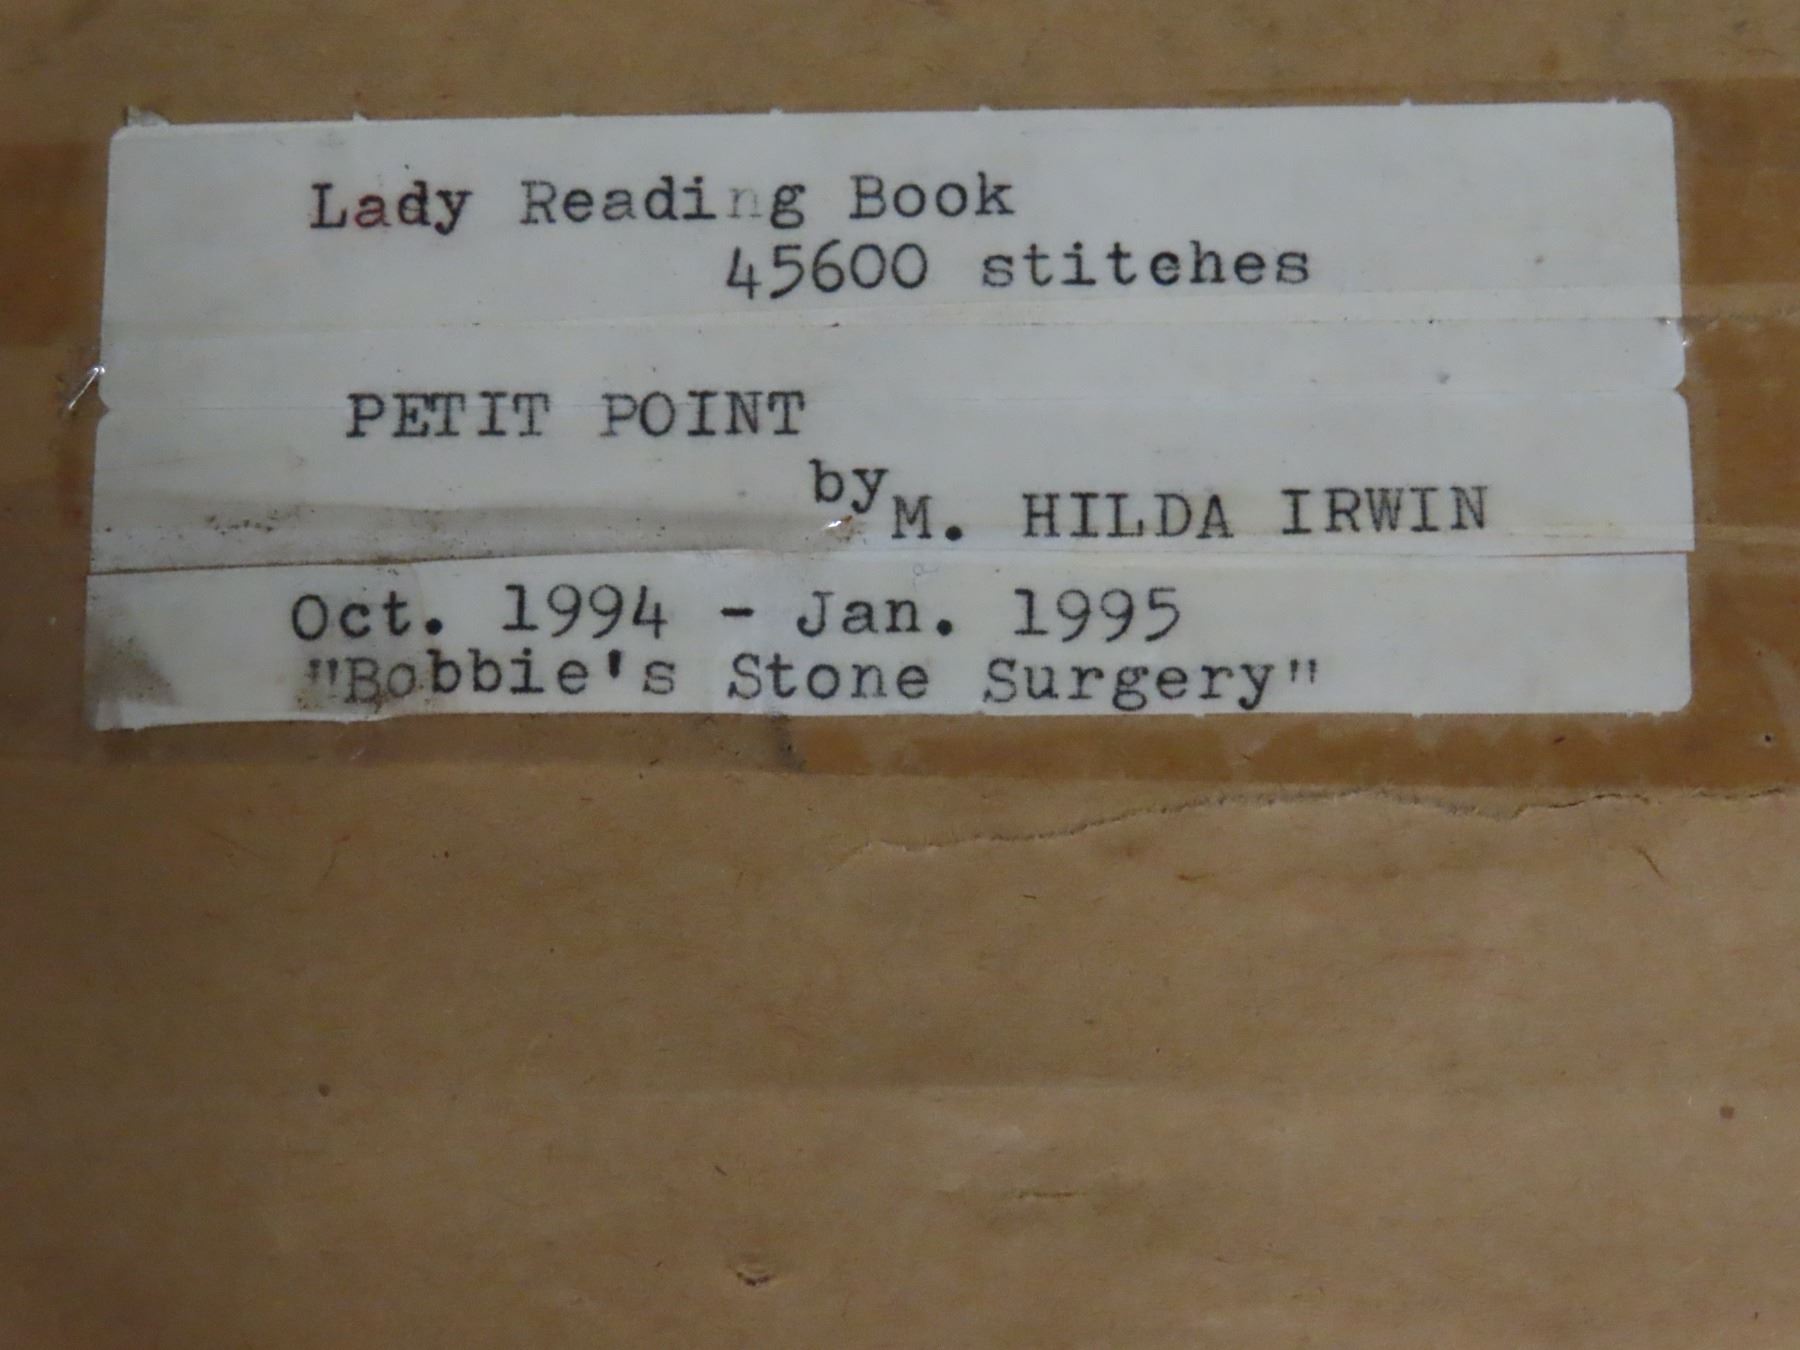 Lady Reading Book
45600 stitches
PETIT POINT
by M. HILDA IRWIN
Oct. 1994 - Jan. 1995
"Bobbie's Stone Surgery"